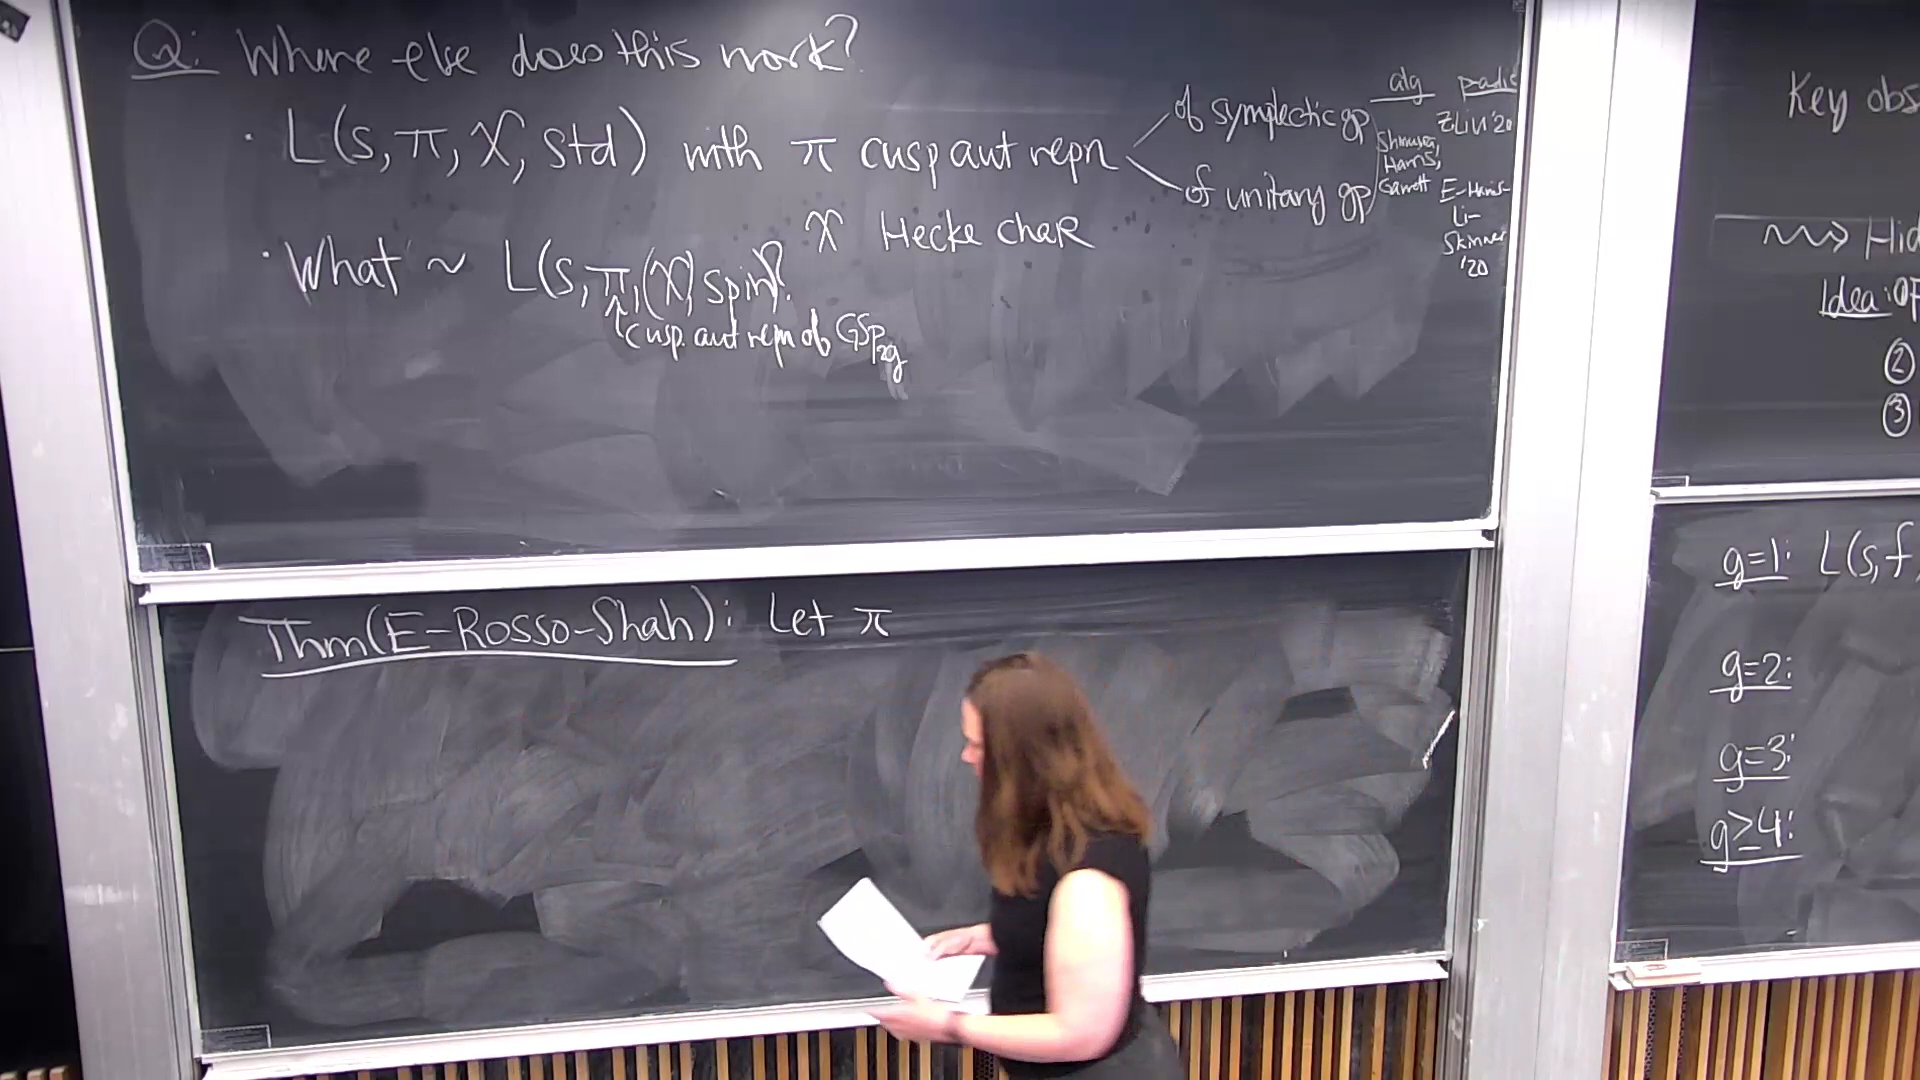 Q: Where else does this work?
· L(s, π, χ, std) with π cusp aut repn
of symplectic gp
of unitary gp
alg
Harris,
Garrett
padic
Z Liu '20
E-Harris-
Li-
Skinner
'20
χ Hecke chaR
· What ~ L(s, π, (χ) spin)?
↑ cusp. aut repn of GSp2g
Thm (E-Rosso-Shah): Let π
Key obs
⇝ Hid
Idea: ①
②
③
g=1: L(s, f,
g=2:
g=3:
g≥4: